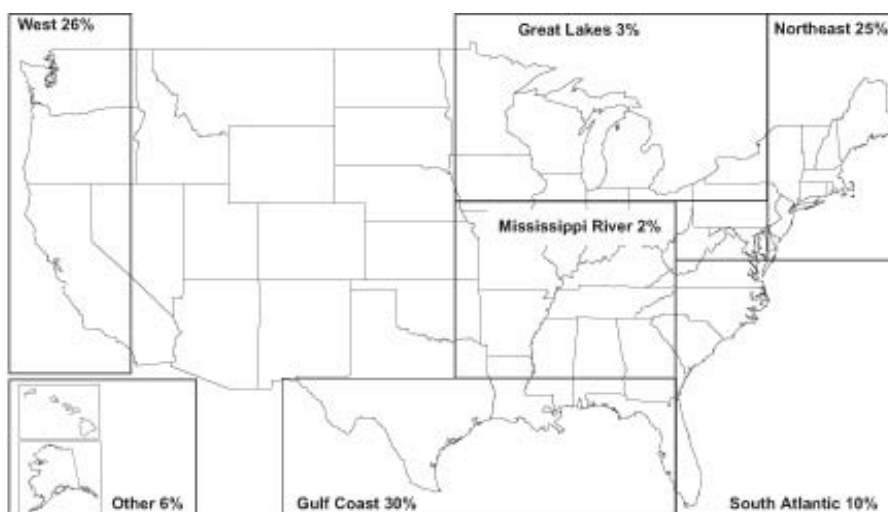 West 26%
Great Lakes 3%
Northeast 25%
Mississippi River 2%
Other 6%
Gulf Coast 30%
South Atlantic 10%